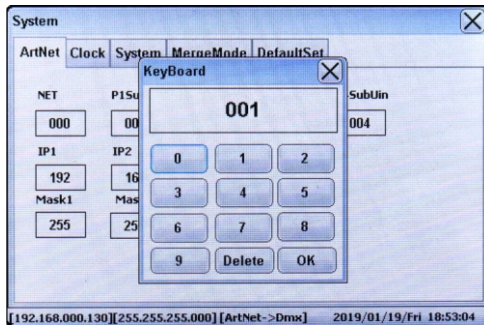 System
ArtNet Clock System MergeMode DefaultSet
KeyBoard
NET P1Su .SubUin
001
000 00 004
IP1 IP2
0 1 2
192 16
3 4 5
Mask1 Mas
255 25
6 7 8
9 Delete OK
[192.168.000.130][255.255.255.000] [ArtNet->Dmx] 2019/01/19/Fri 18:53:04